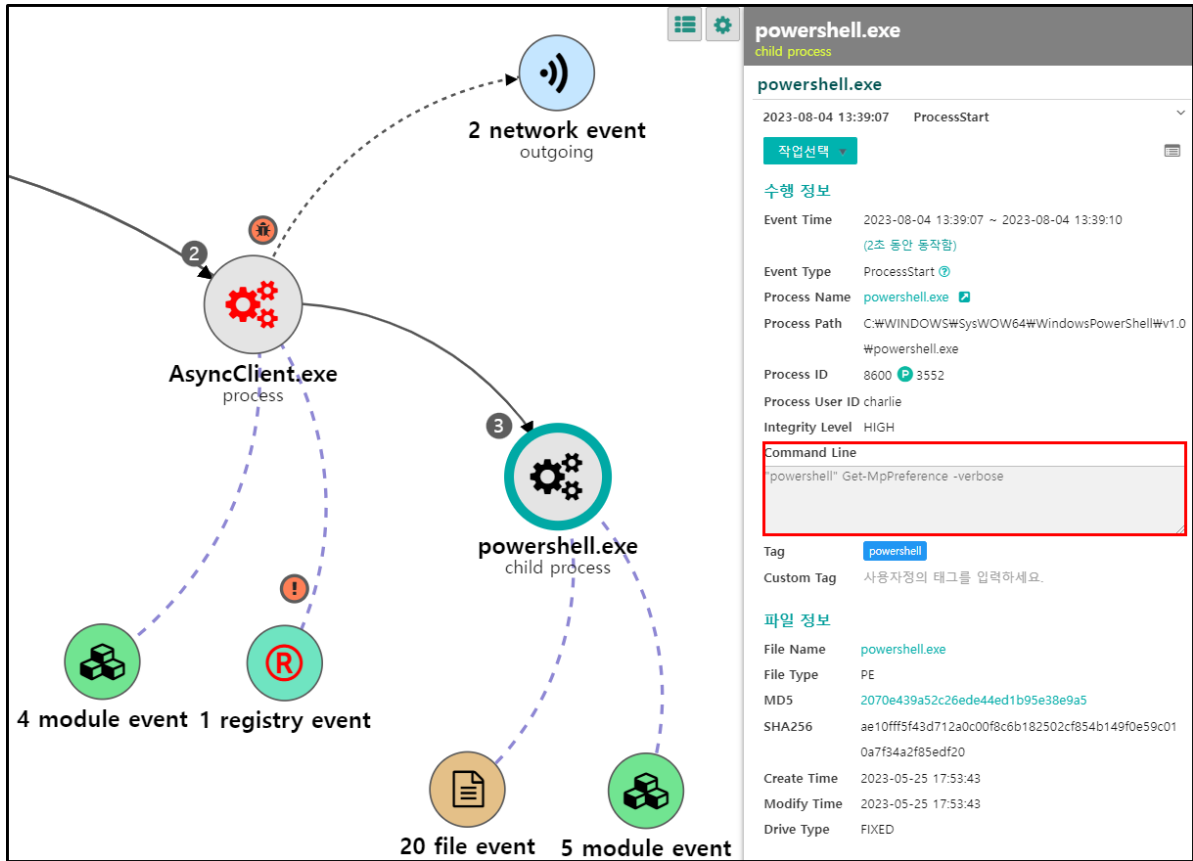 2 network event
outgoing
2
AsyncClient.exe
process
3
powershell.exe
child process
!
R
4 module event
1 registry event
20 file event
5 module event
powershell.exe
child process
powershell.exe
2023-08-04 13:39:07 ProcessStart
작업선택
수행 정보
Event Time 2023-08-04 13:39:07 ~ 2023-08-04 13:39:10
(2초 동안 동작함)
Event Type ProcessStart ?
Process Name powershell.exe
Process Path C:₩WINDOWS₩SysWOW64₩WindowsPowerShell₩v1.0
₩powershell.exe
Process ID 8600 P 3552
Process User ID charlie
Integrity Level HIGH
Command Line
"powershell" Get-MpPreference -verbose
Tag powershell
Custom Tag 사용자정의 태그를 입력하세요.
파일 정보
File Name powershell.exe
File Type PE
MD5 2070e439a52c26ede44ed1b95e38e9a5
SHA256 ae10fff5f43d712a0c00f8c6b182502cf854b149f0e59c01
0a7f34a2f85edf20
Create Time 2023-05-25 17:53:43
Modify Time 2023-05-25 17:53:43
Drive Type FIXED